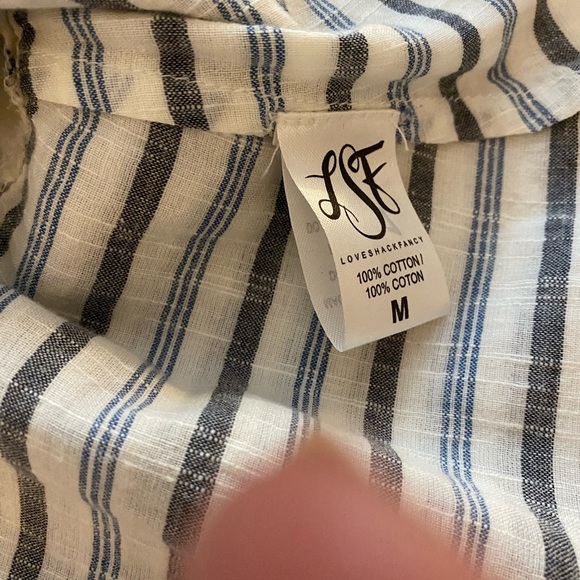 LSF
LOVESHACKFANCY
100% COTTON/
100% COTON
M